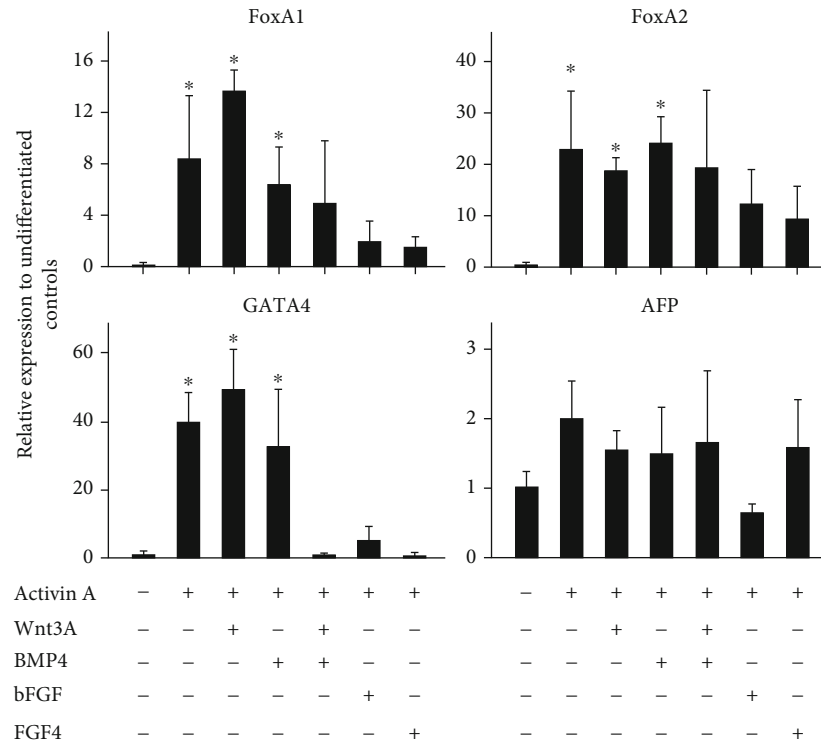 FoxA1
FoxA2
Relative expression to undifferentiated
controls
16
12
8
4
0
* * *
40
30
20
10
0
* * *
GATA4
AFP
60
40
20
0
* * *
3
2
1
0
Activin A − + + + + + + − + + + + + +
Wnt3A − − + − + − − − − + − + − −
BMP4 − − − + + − − − − − + + − −
bFGF − − − − − + − − − − − − + −
FGF4 − − − − − − + − − − − − − +